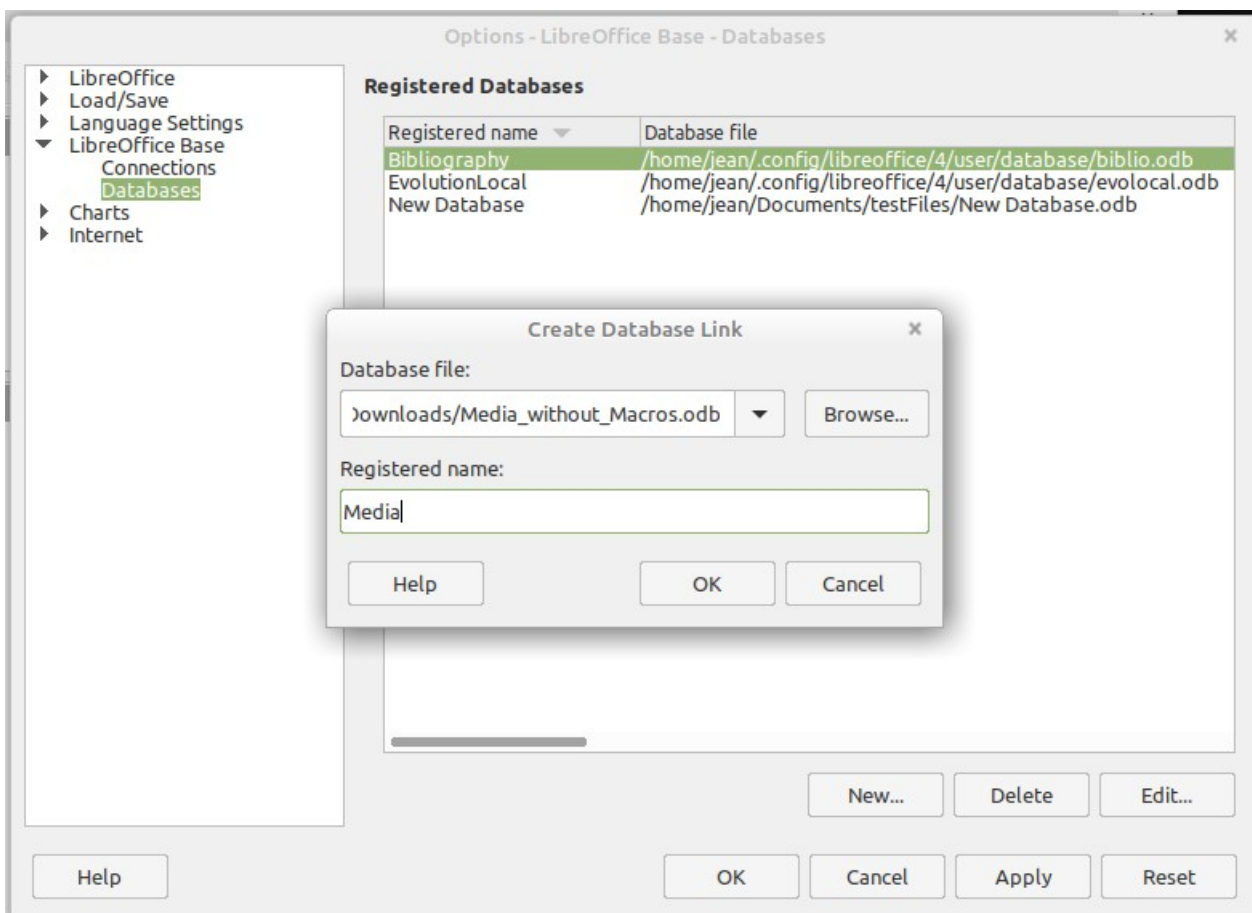 Options - LibreOffice Base - Databases
LibreOffice
Load/Save
Language Settings
LibreOffice Base
Connections
Databases
Charts
Internet
Registered Databases
Registered name Database file
Bibliography /home/jean/.config/libreoffice/4/user/database/biblio.odb
EvolutionLocal /home/jean/.config/libreoffice/4/user/database/evolocal.odb
New Database /home/jean/Documents/testFiles/New Database.odb
Create Database Link
Database file:
Downloads/Media_without_Macros.odb Browse...
Registered name:
Media
Help OK Cancel
New... Delete Edit...
Help OK Cancel Apply Reset